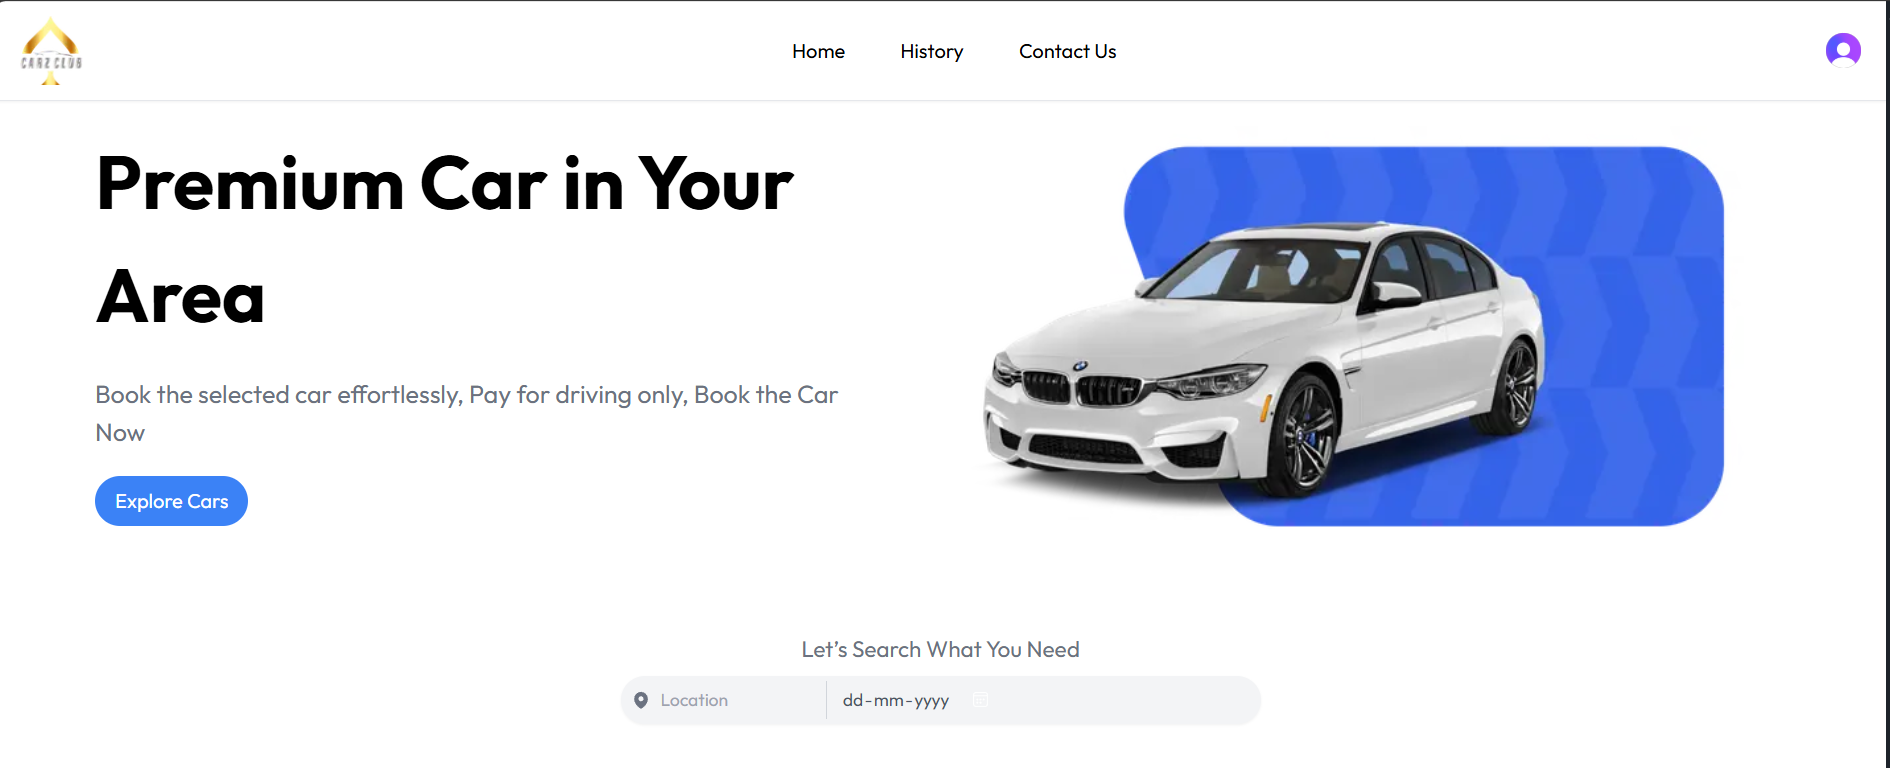 CARZ CLUB
Home
History
Contact Us
Premium Car in Your
Area
Book the selected car effortlessly, Pay for driving only, Book the Car
Now
Explore Cars
Let’s Search What You Need
Location
dd-mm-yyyy